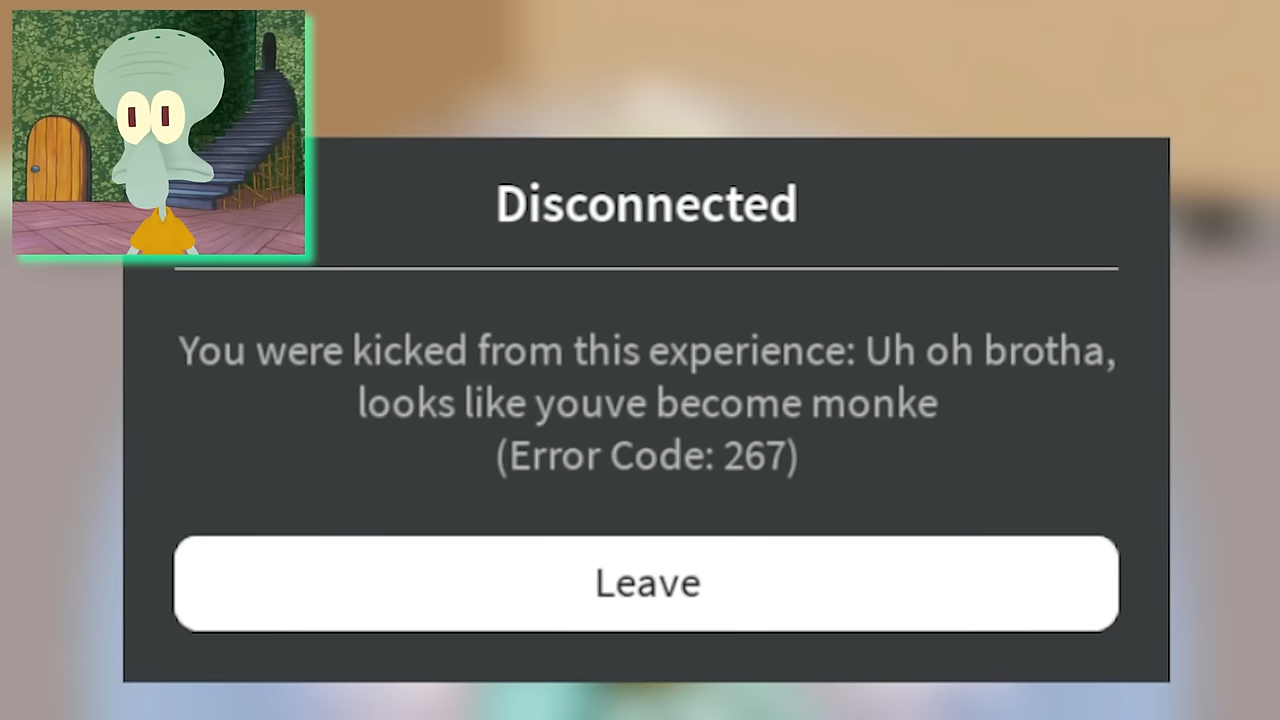 Disconnected
You were kicked from this experience: Uh oh brotha,
looks like youve become monke
(Error Code: 267)
Leave